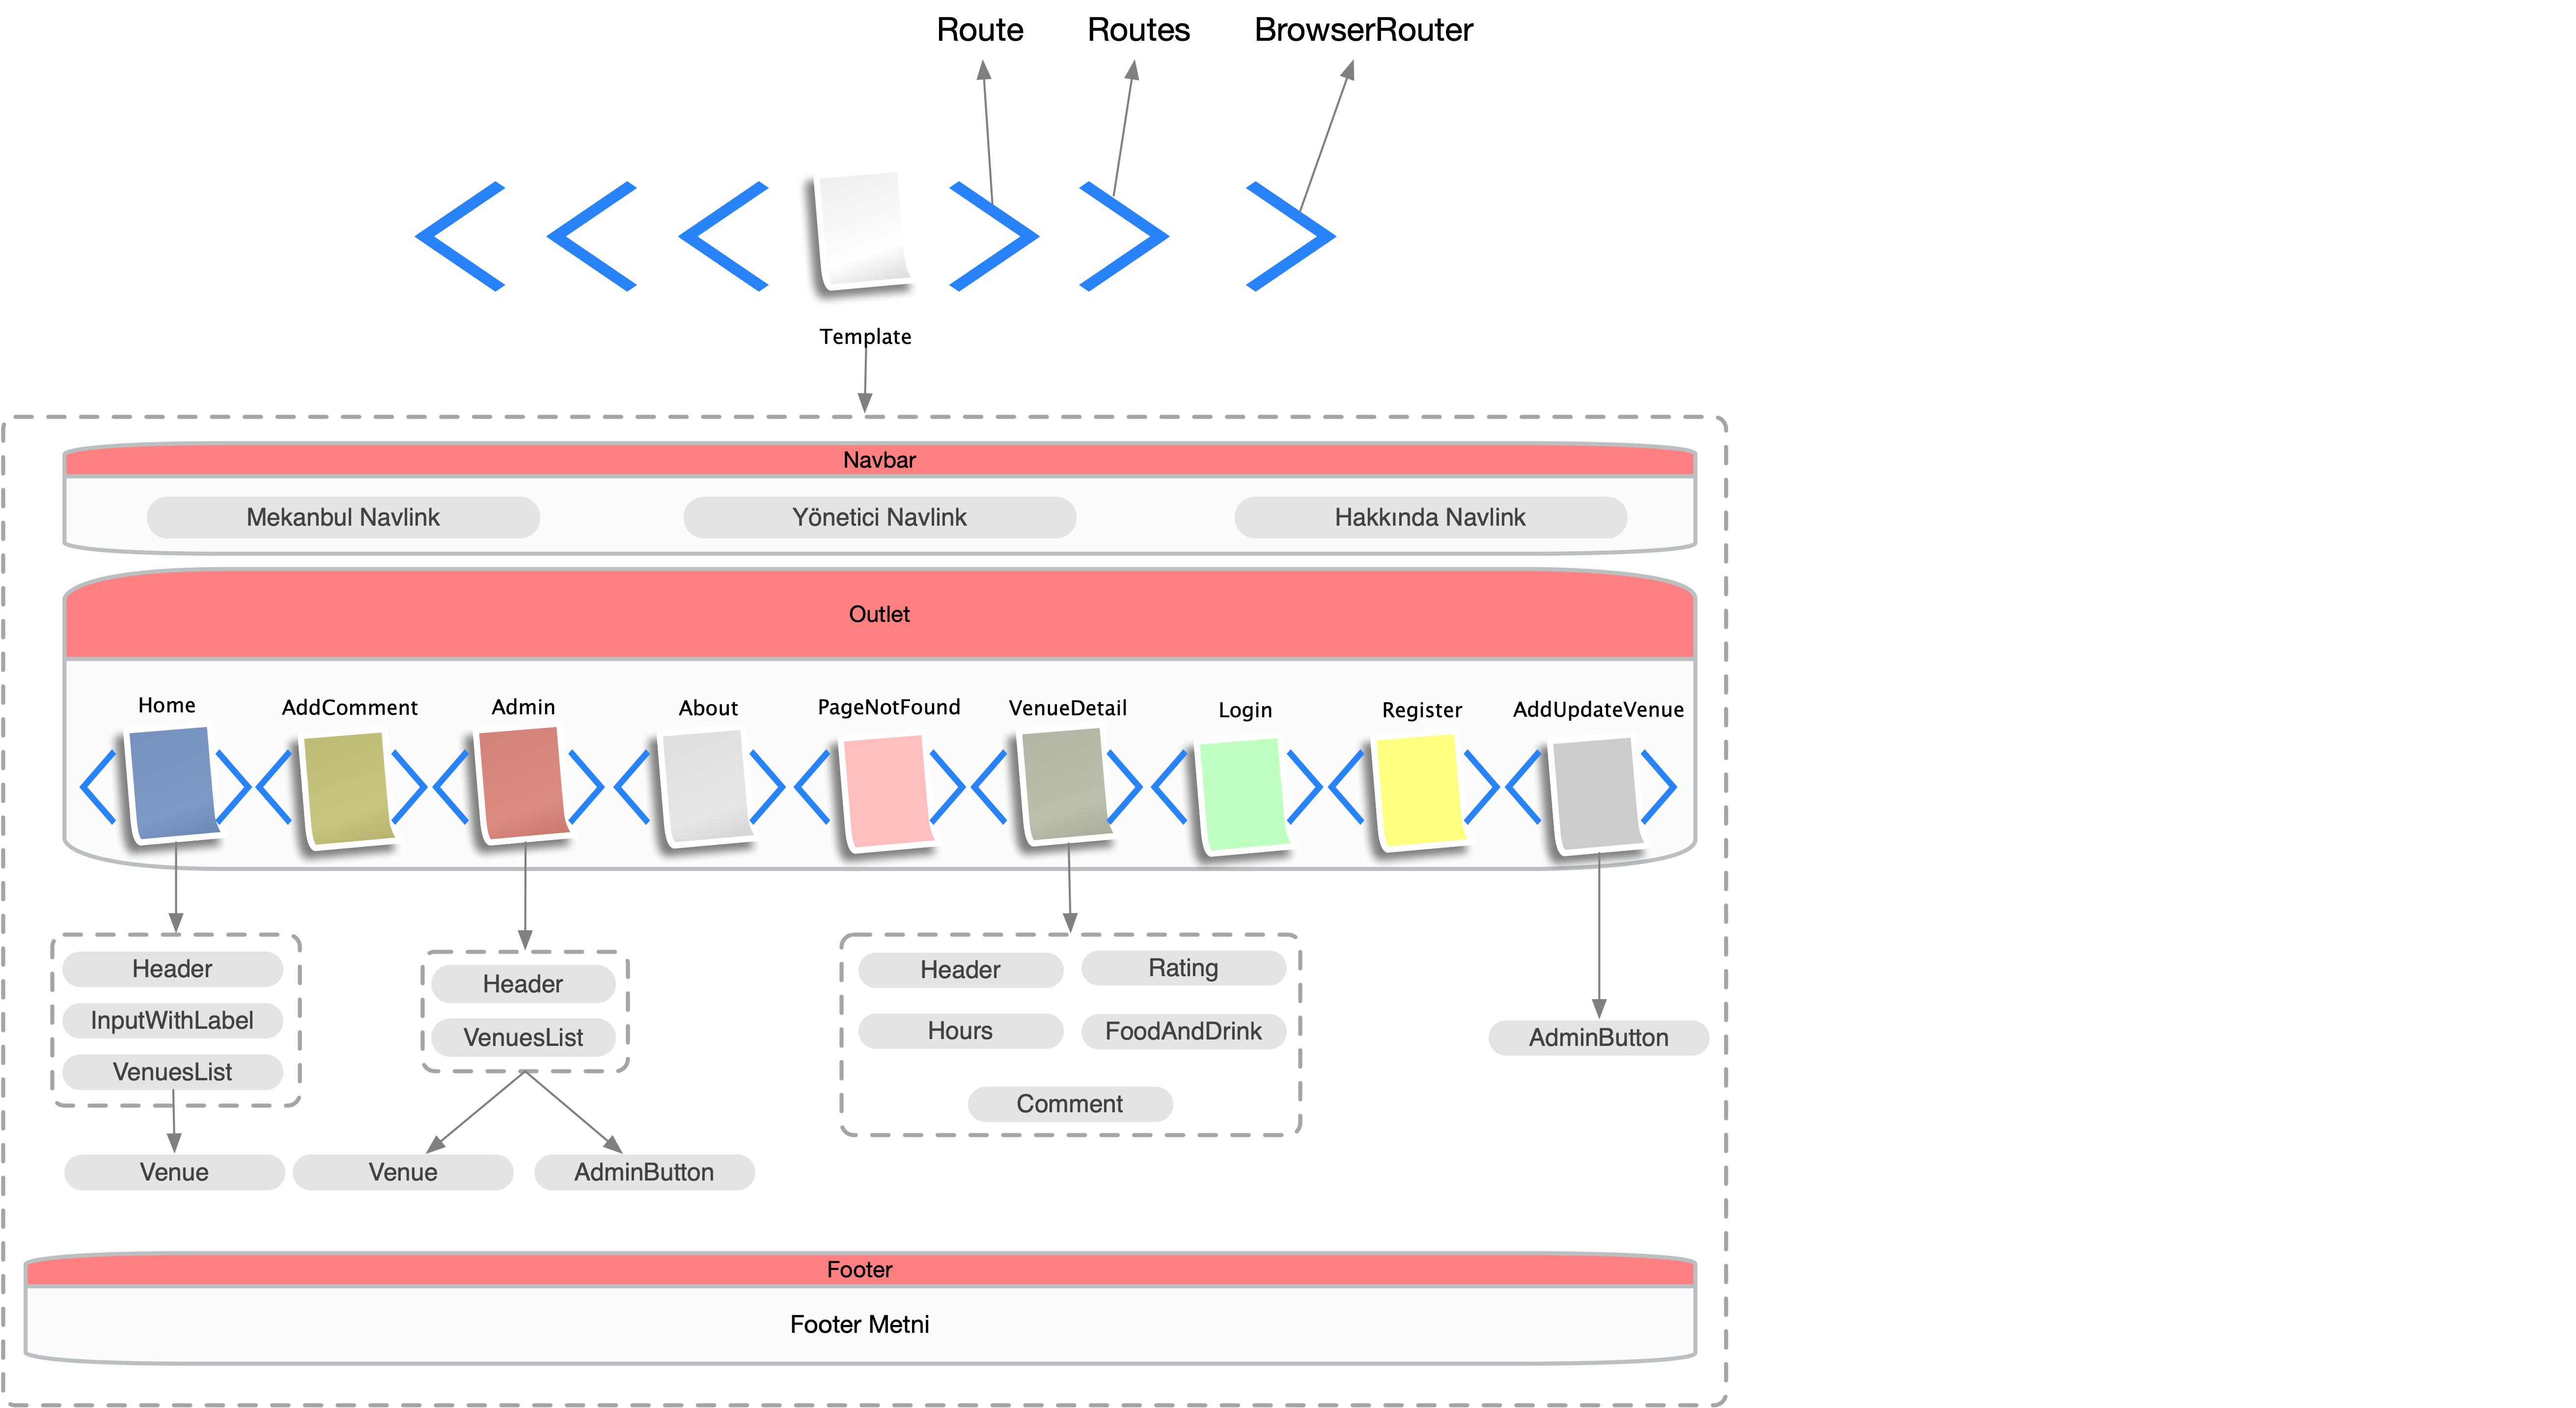 Route
Routes
BrowserRouter
Template
Navbar
Mekanbul Navlink
Yönetici Navlink
Hakkında Navlink
Outlet
Home
AddComment
Admin
About
PageNotFound
VenueDetail
Login
Register
AddUpdateVenue
Header
InputWithLabel
VenuesList
Venue
Header
VenuesList
Venue
AdminButton
Header
Rating
Hours
FoodAndDrink
Comment
AdminButton
Footer
Footer Metni